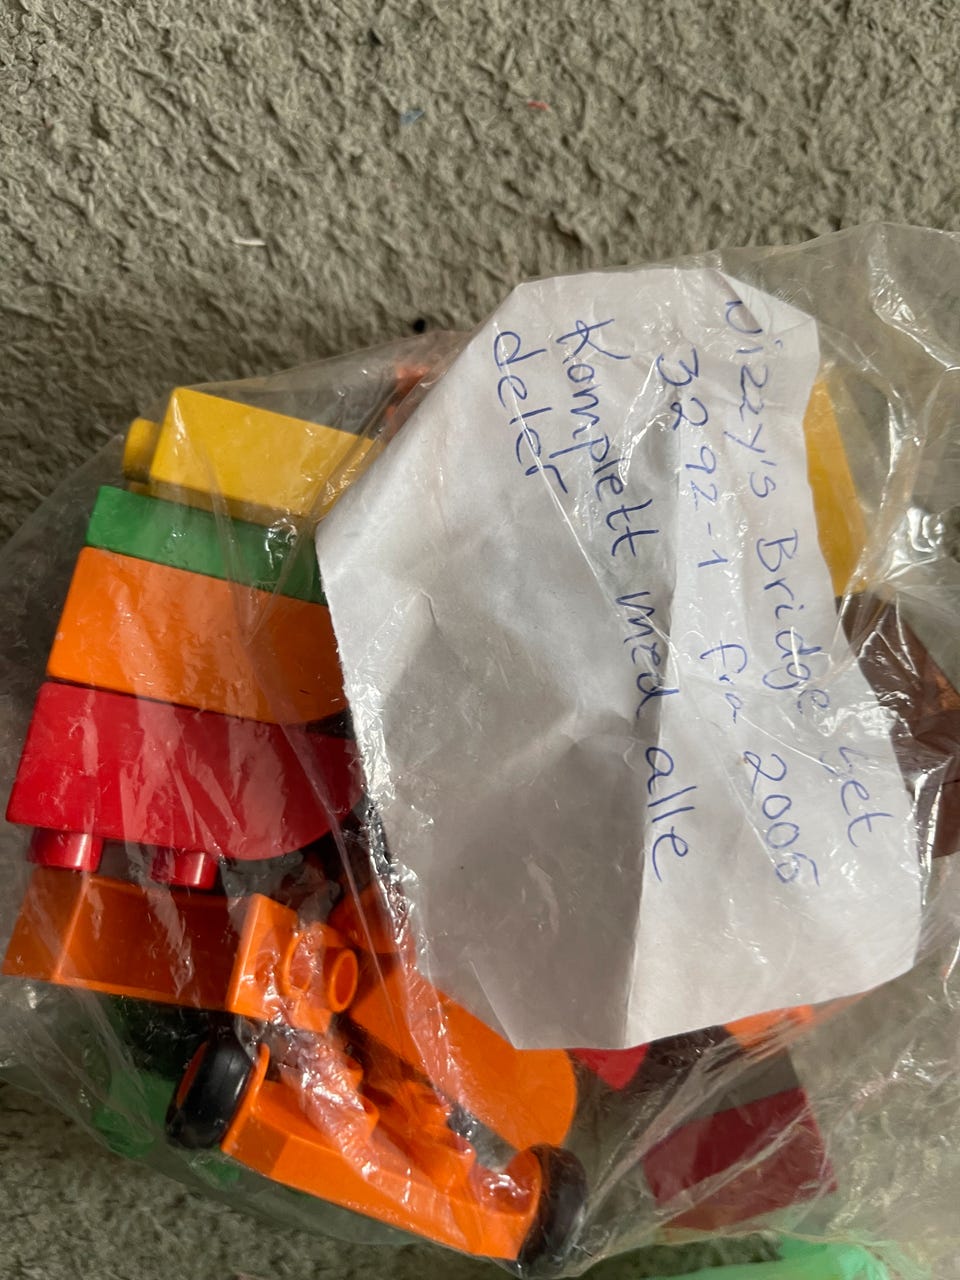 Dizzy's Bridge set
3292-1 fra 2006
Komplett med alle
deler